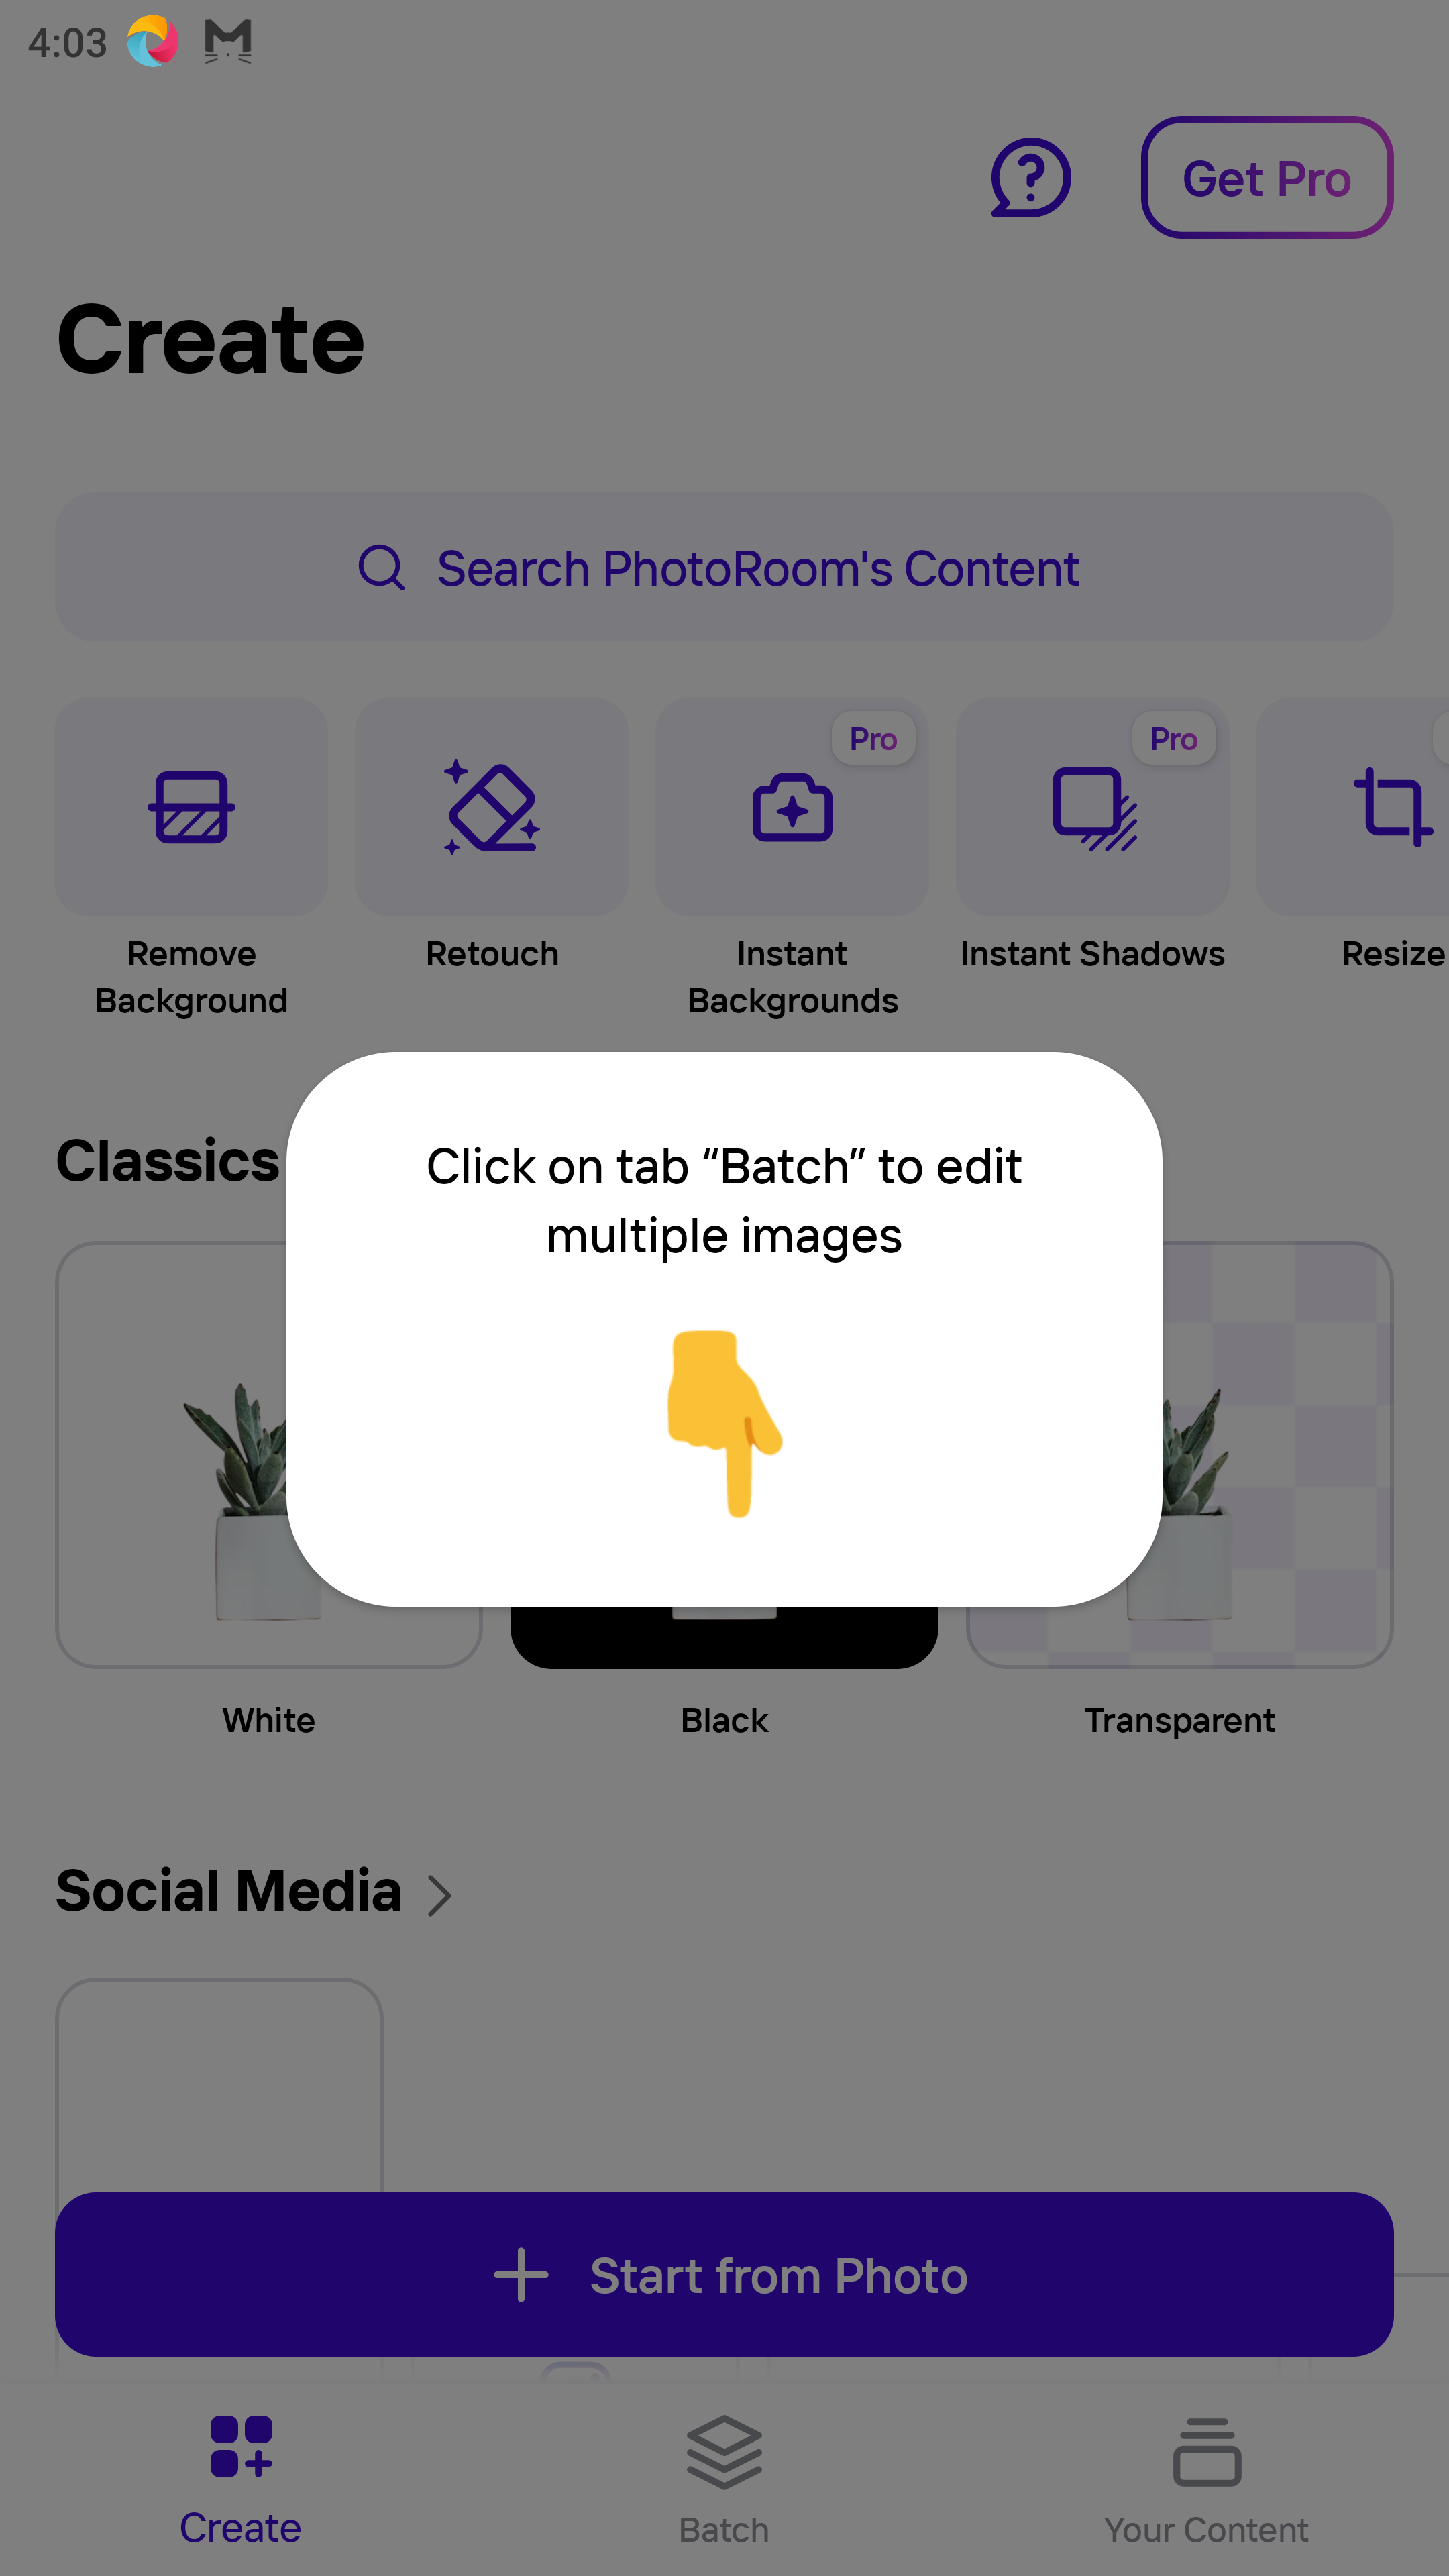 4:03
Get Pro
Create
Search PhotoRoom's Content
Pro
Pro
Remove
Background
Retouch
Instant
Backgrounds
Instant Shadows
Resize
Classics
Click on tab “Batch” to edit
multiple images
White
Black
Transparent
Social Media
Start from Photo
Create
Batch
Your Content